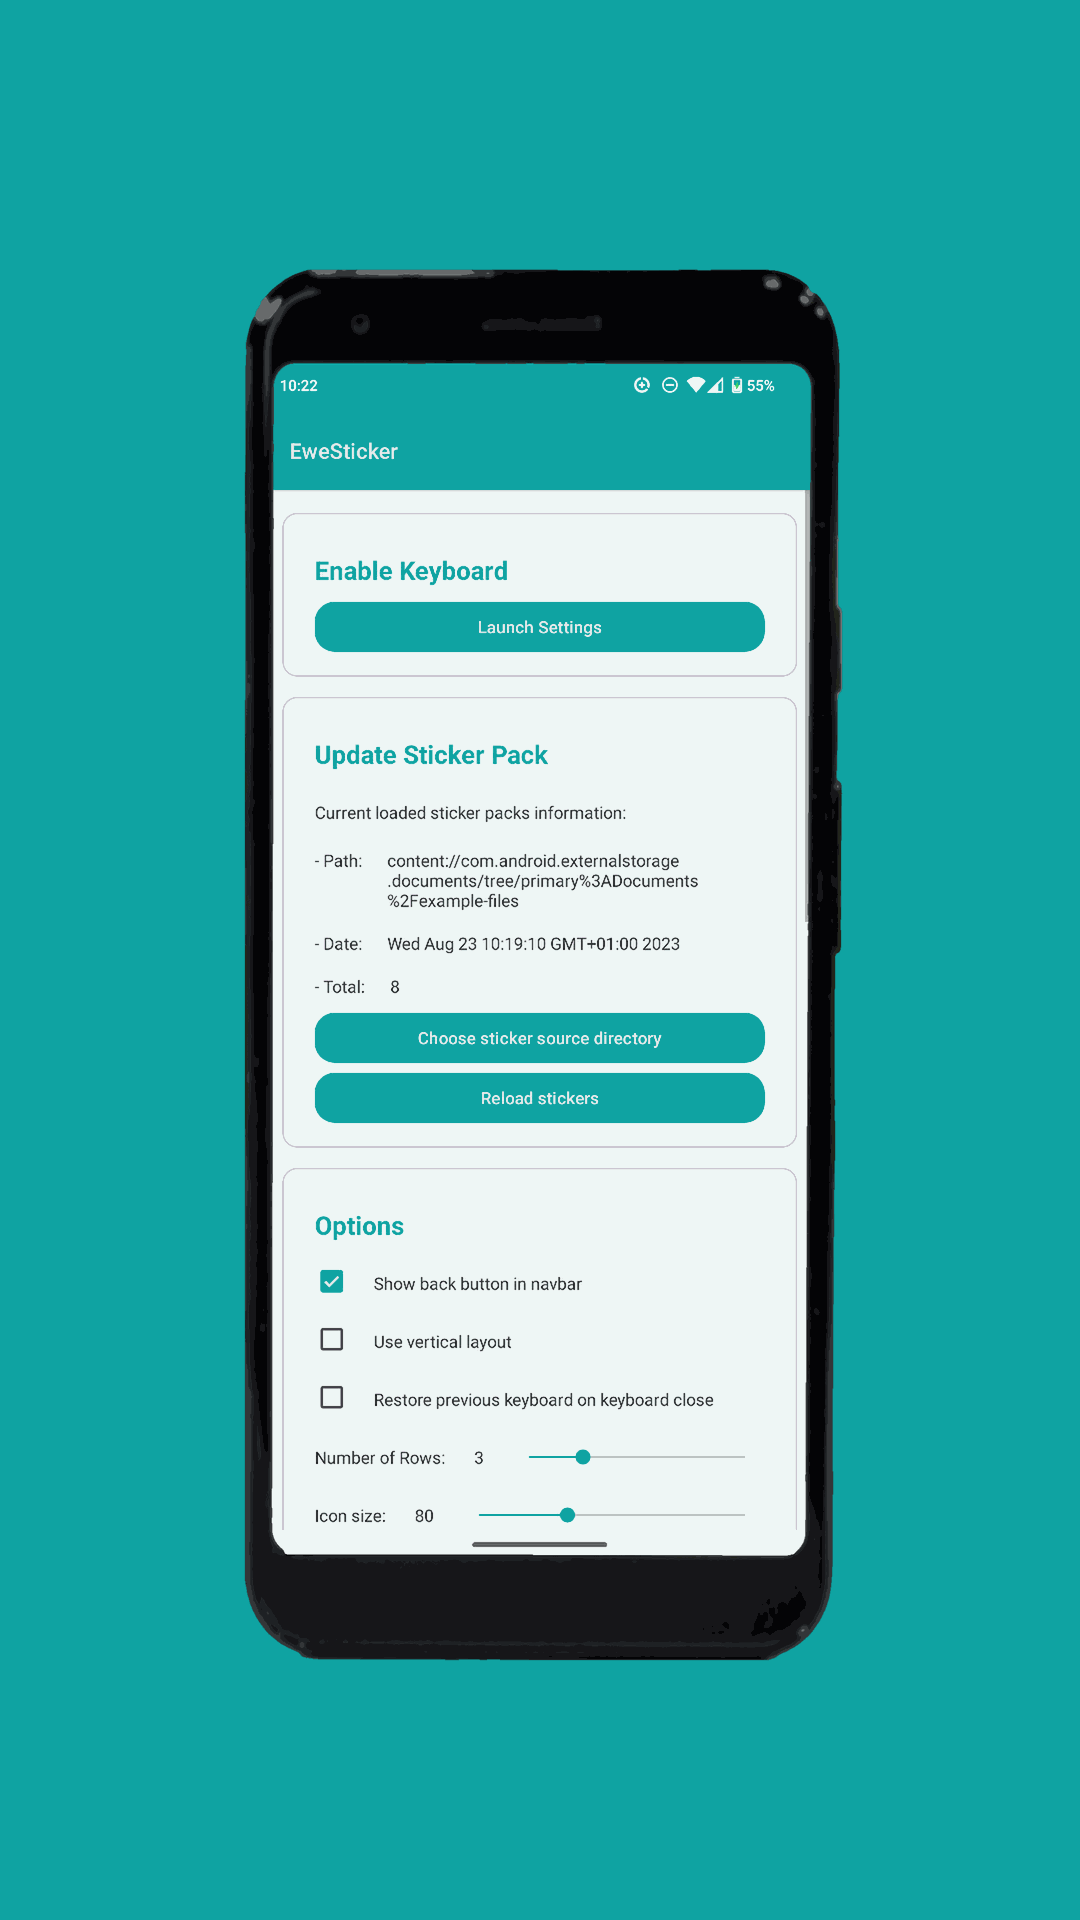 10:22
55%
EweSticker
Enable Keyboard
Launch Settings
Update Sticker Pack
Current loaded sticker packs information:
- Path: content://com.android.externalstorage
.documents/tree/primary%3ADocuments
%2Fexample-files
- Date: Wed Aug 23 10:19:10 GMT+01:00 2023
- Total: 8
Choose sticker source directory
Reload stickers
Options
Show back button in navbar
Use vertical layout
Restore previous keyboard on keyboard close
Number of Rows: 3
Icon size: 80